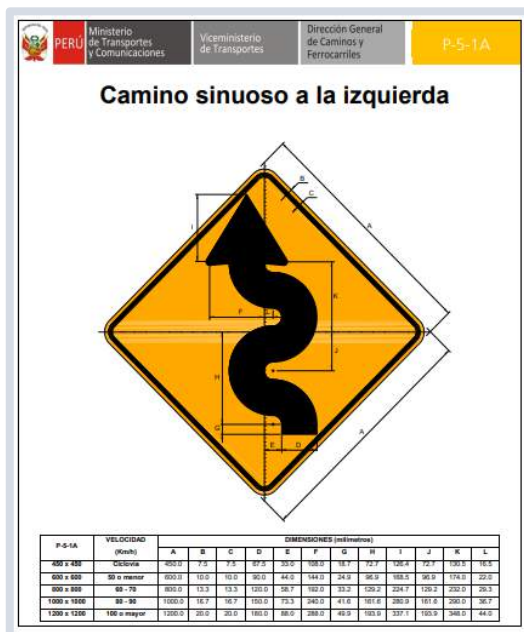 PERÚ
Ministerio
de Transportes
y Comunicaciones
Viceministerio
de Transportes
Dirección General
de Caminos y
Ferrocarriles
P-5-1A
Camino sinuoso a la izquierda
B
C
A
I
K
F
J
H
G
A
E D
P-5-1A VELOCIDAD (Km/h) DIMENSIONES (milímetros)
A B C D E F G H I J K L
450 x 450 Ciclovía 450.0 7.5 7.5 67.5 33.0 108.0 18.7 72.7 126.4 72.7 130.5 16.5
600 x 600 50 o menor 600.0 10.0 10.0 90.0 44.0 144.0 24.9 96.9 168.5 96.9 174.0 22.0
800 x 800 60 - 70 800.0 13.3 13.3 120.0 58.7 192.0 33.2 129.2 224.7 129.2 232.0 29.3
1000 x 1000 80 - 90 1000.0 16.7 16.7 150.0 73.3 240.0 41.6 161.6 280.9 161.6 290.0 36.7
1200 x 1200 100 o mayor 1200.0 20.0 20.0 180.0 88.0 288.0 49.9 193.9 337.1 193.9 348.0 44.0